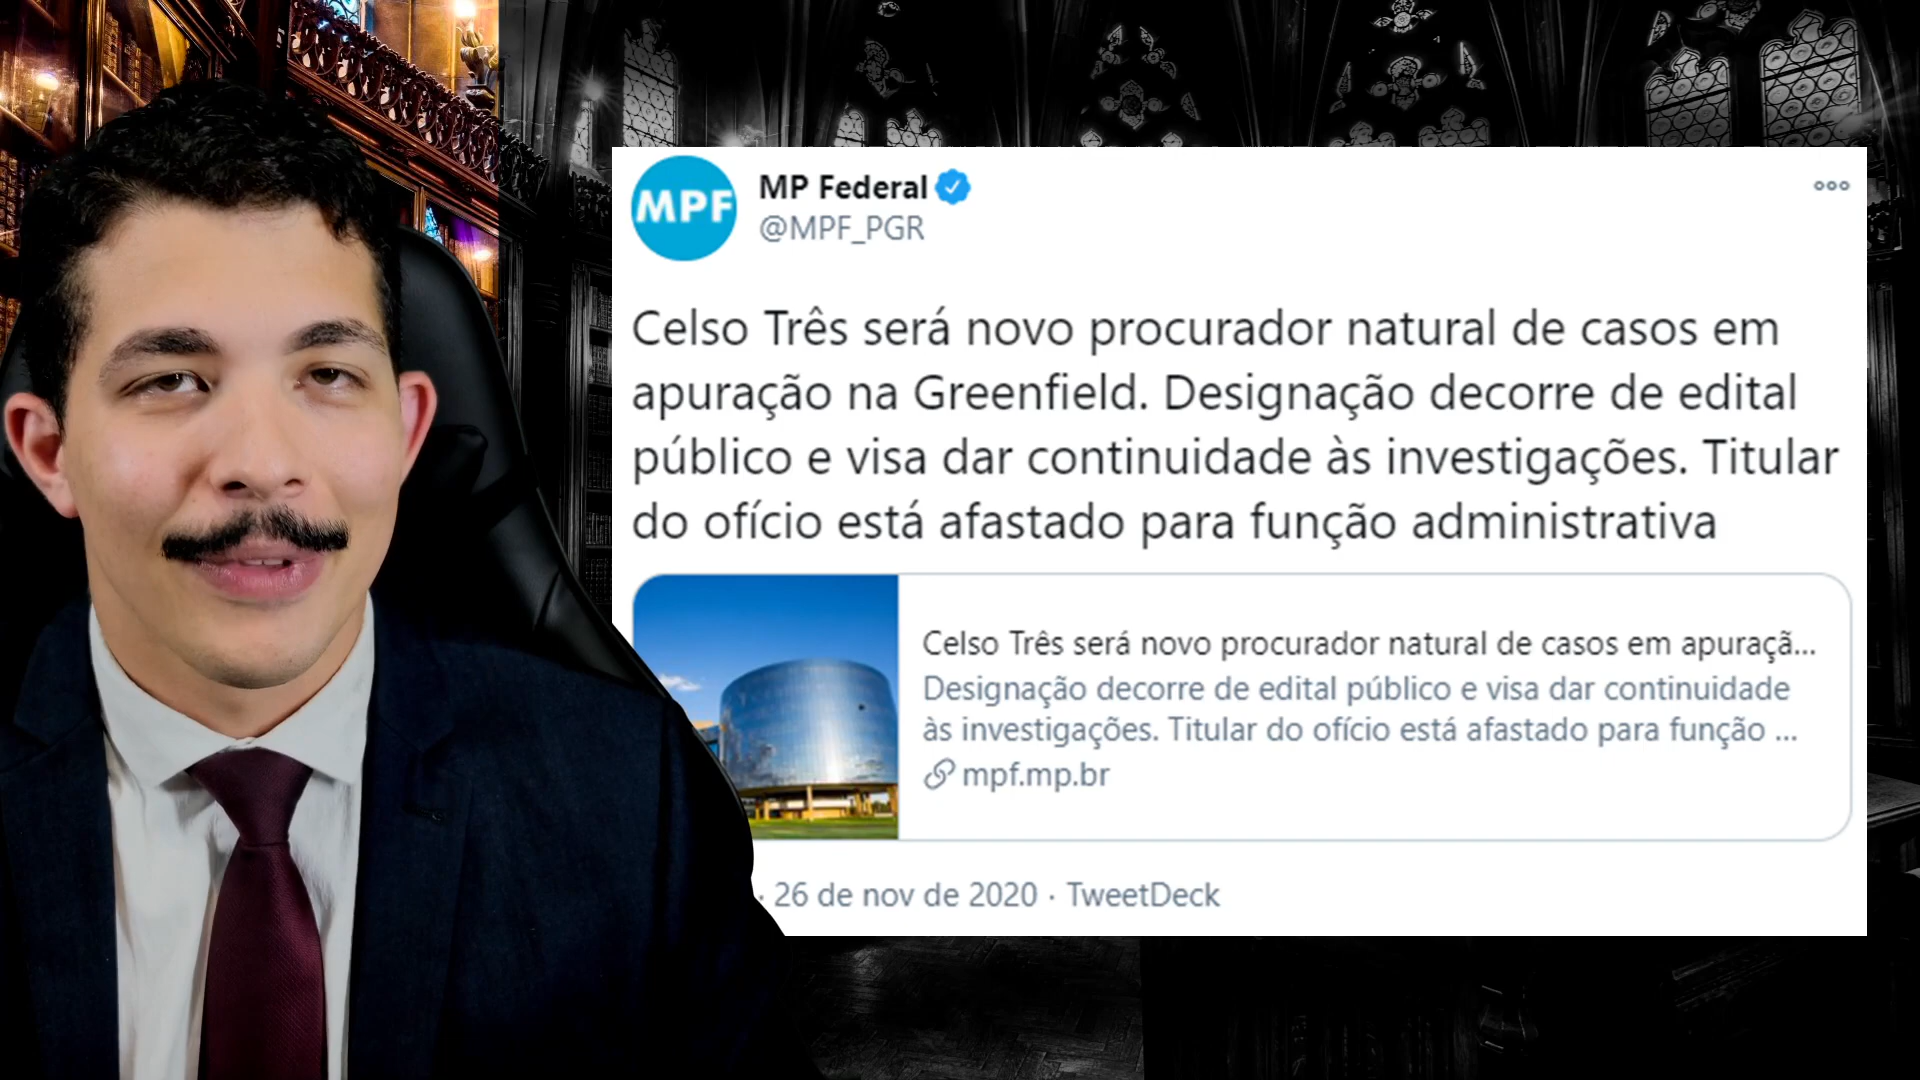 MPF
MP Federal
@MPF_PGR
Celso Três será novo procurador natural de casos em
apuração na Greenfield. Designação decorre de edital
público e visa dar continuidade às investigações. Titular
do ofício está afastado para função administrativa
Celso Três será novo procurador natural de casos em apuraçã...
Designação decorre de edital público e visa dar continuidade
às investigações. Titular do ofício está afastado para função ...
mpf.mp.br
· 26 de nov de 2020 · TweetDeck